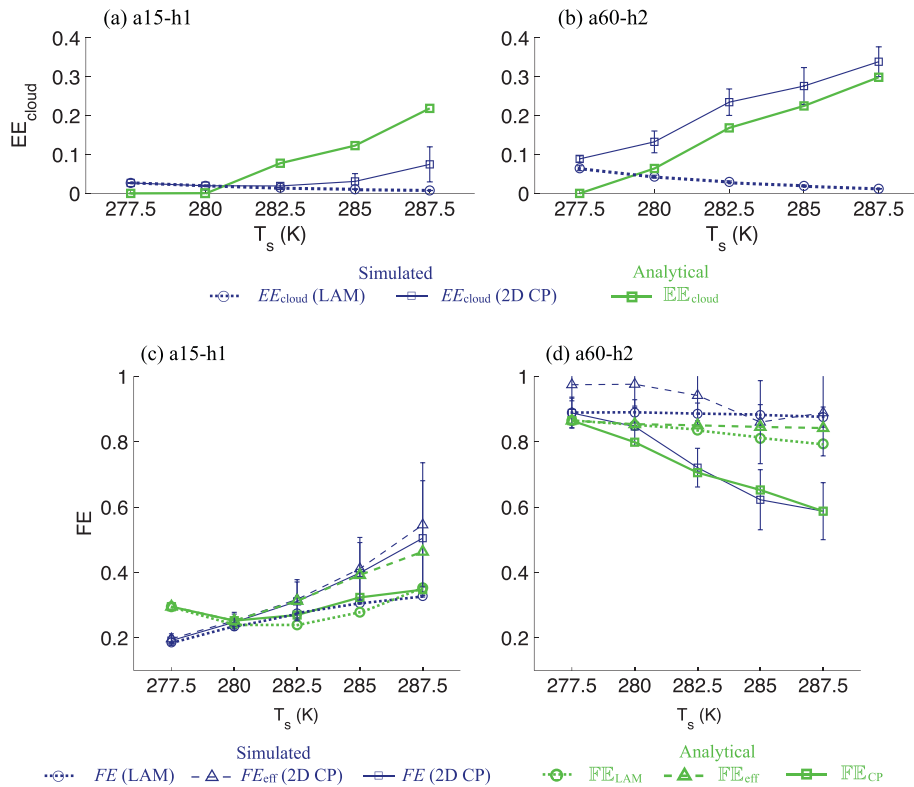 (a) a15-h1
(b) a60-h2
EE_cloud
0.4
0.3
0.2
0.1
0
277.5 280 282.5 285 287.5
T_s (K)
0.4
0.3
0.2
0.1
0
277.5 280 282.5 285 287.5
T_s (K)
Simulated
Analytical
EE_cloud (LAM) EE_cloud (2D CP) 𝔼𝔼_cloud
(c) a15-h1
(d) a60-h2
FE
1
0.8
0.6
0.4
0.2
277.5 280 282.5 285 287.5
T_s (K)
1
0.8
0.6
0.4
0.2
277.5 280 282.5 285 287.5
T_s (K)
Simulated
Analytical
FE (LAM) FE_eff (2D CP) FE (2D CP) 𝔽𝔼_LAM 𝔽𝔼_eff 𝔽𝔼_CP